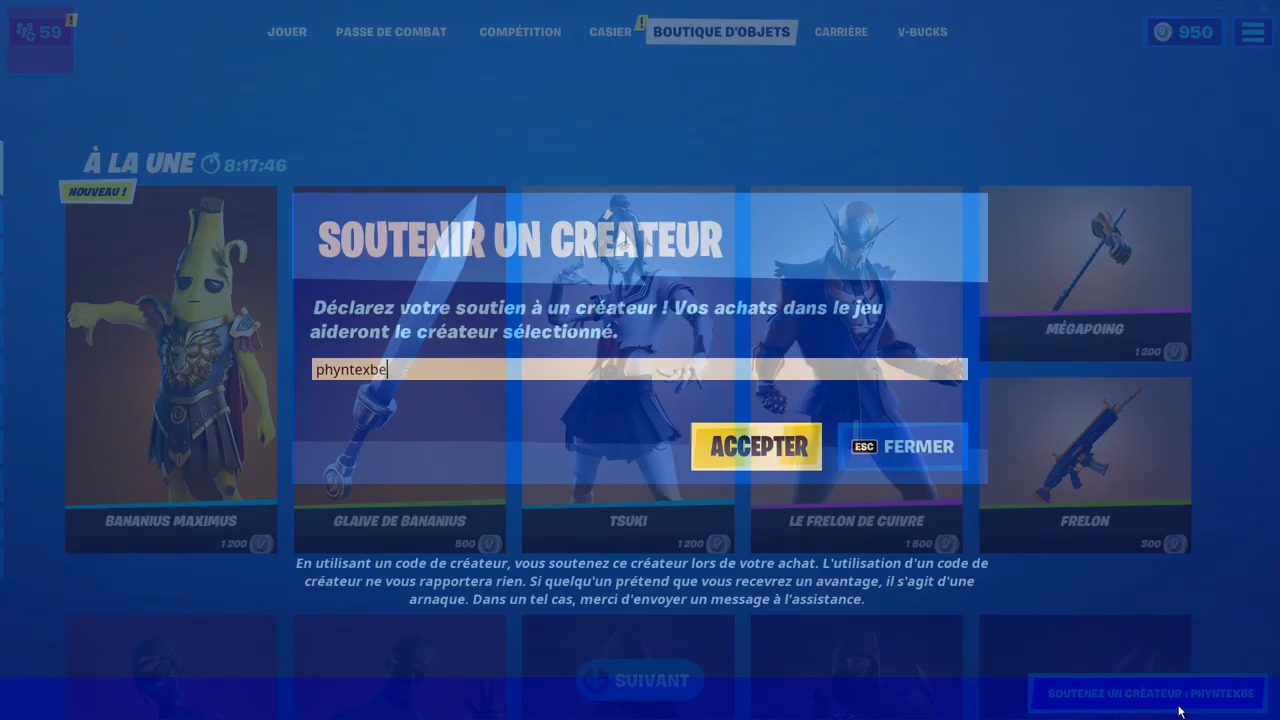 59
!
JOUER
PASSE DE COMBAT
COMPÉTITION
CASIER
!
BOUTIQUE D'OBJETS
CARRIÈRE
V-BUCKS
950
À LA UNE 8:17:46
NOUVEAU !
SOUTENIR UN CRÉATEUR
Déclarez votre soutien à un créateur ! Vos achats dans le jeu
aideront le créateur sélectionné.
phyntexbe
ACCEPTER
ESC FERMER
MÉGAPOING
1 200
BANANIUS MAXIMUS
1 200
GLAIVE DE BANANIUS
500
TSUKI
1 200
LE FRELON DE CUIVRE
1 500
FRELON
300
En utilisant un code de créateur, vous soutenez ce créateur lors de votre achat. L'utilisation d'un code de
créateur ne vous rapportera rien. Si quelqu'un prétend que vous recevrez un avantage, il s'agit d'une
arnaque. Dans un tel cas, merci d'envoyer un message à l'assistance.
SUIVANT
SOUTENEZ UN CRÉATEUR : PHYNTEXBE